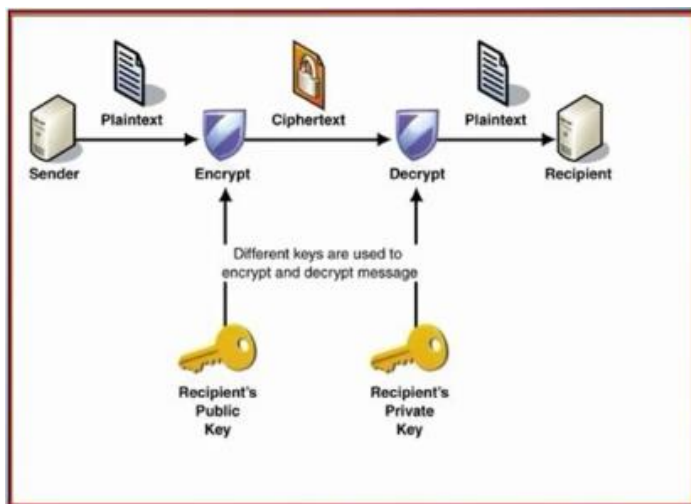 Plaintext
Ciphertext
Plaintext
Sender
Encrypt
Decrypt
Recipient
Different keys are used to
encrypt and decrypt message
Recipient's
Public
Key
Recipient's
Private
Key